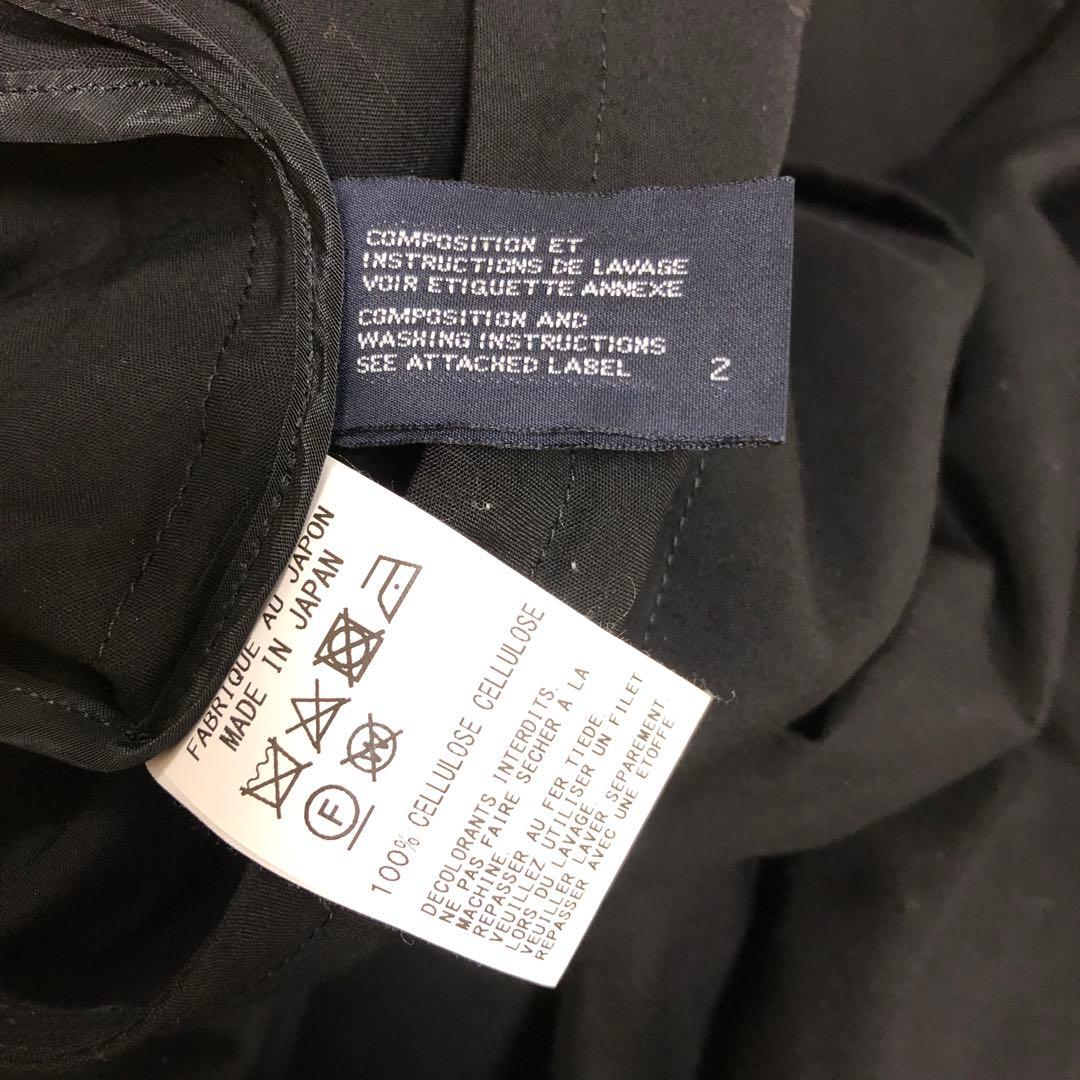 COMPOSITION ET
INSTRUCTIONS DE LAVAGE
VOIR ETIQUETTE ANNEXE
COMPOSITION AND
WASHING INSTRUCTIONS
SEE ATTACHED LABEL
2
FABRIQUE AU JAPON
MADE IN JAPAN
W
F
100% CELLULOSE CELLULOSE
DECOLORANTS INTERDITS.
NE PAS FAIRE SECHER A LA
MACHINE.
REPASSER AU FER TIEDE.
VEUILLEZ UTILISER UN FILET
LORS DU LAVAGE.
VEUILLER LAVER SEPAREMENT.
REPASSER AVEC UNE ETOFFE